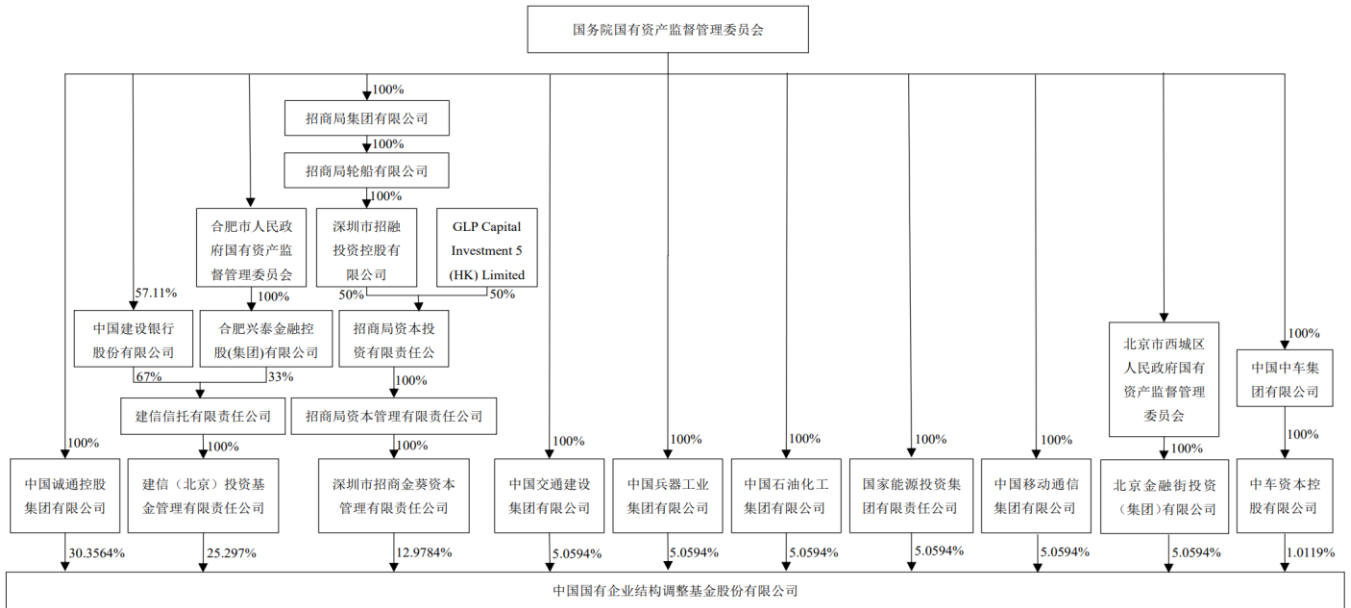 国务院国有资产监督管理委员会
100%
招商局集团有限公司
100%
招商局轮船有限公司
100%
合肥市人民政
府国有资产监
督管理委员会
深圳市招融
投资控股有
限公司
GLP Capital
Investment 5
(HK) Limited
57.11%
100%
50%
50%
中国建设银行
股份有限公司
合肥兴泰金融控
股(集团)有限公司
招商局资本投
资有限责任公
北京市西城区
人民政府国有
资产监督管理
委员会
100%
中国中车集
团有限公司
67%
33%
100%
建信信托有限责任公司
招商局资本管理有限责任公司
100%
100%
100%
100%
100%
100%
100%
100%
100%
100%
中国诚通控股
集团有限公司
建信（北京）投资基
金管理有限责任公司
深圳市招商金葵资本
管理有限责任公司
中国交通建设
集团有限公司
中国兵器工业
集团有限公司
中国石油化工
集团有限公司
国家能源投资集
团有限责任公司
中国移动通信
集团有限公司
北京金融街投资
（集团）有限公司
中车资本控
股有限公司
30.3564%
25.297%
12.9784%
5.0594%
5.0594%
5.0594%
5.0594%
5.0594%
5.0594%
1.0119%
中国国有企业结构调整基金股份有限公司